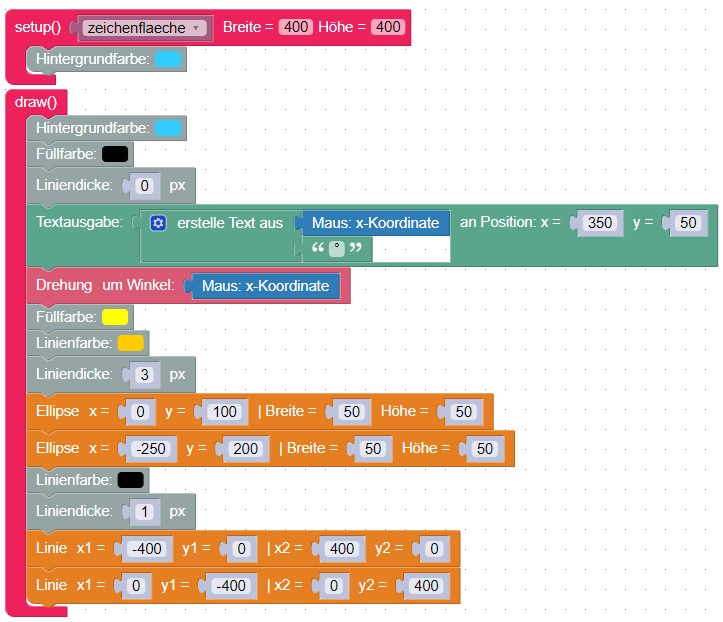 setup() zeichenflaeche Breite = 400 Höhe = 400
Hintergrundfarbe:
draw()
Hintergrundfarbe:
Füllfarbe:
Liniendicke: 0 px
Textausgabe: erstelle Text aus Maus: x-Koordinate an Position: x = 350 y = 50
“ ° ”
Drehung um Winkel: Maus: x-Koordinate
Füllfarbe:
Linienfarbe:
Liniendicke: 3 px
Ellipse x = 0 y = 100 | Breite = 50 Höhe = 50
Ellipse x = -250 y = 200 | Breite = 50 Höhe = 50
Linienfarbe:
Liniendicke: 1 px
Linie x1 = -400 y1 = 0 | x2 = 400 y2 = 0
Linie x1 = 0 y1 = -400 | x2 = 0 y2 = 400